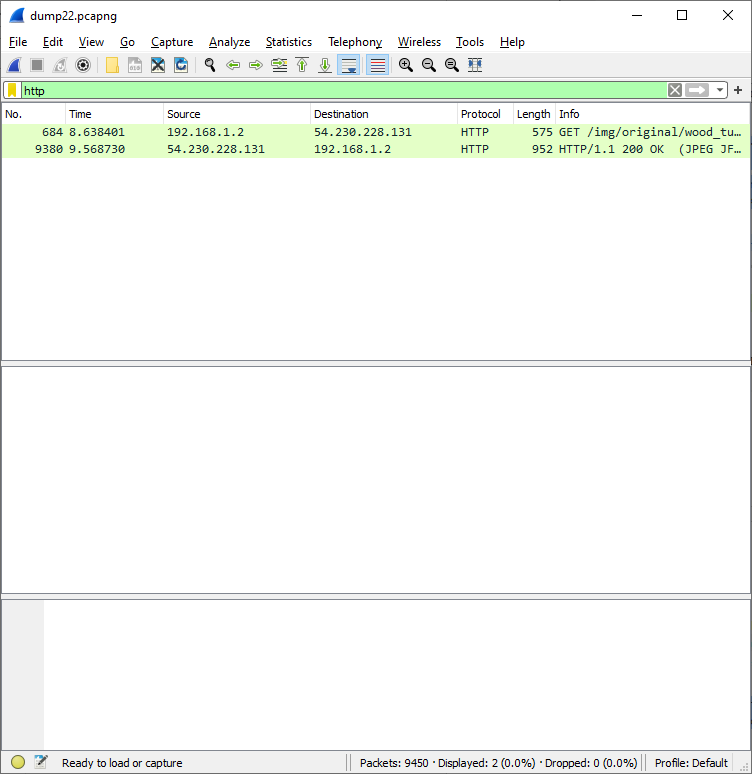 dump22.pcapng
File Edit View Go Capture Analyze Statistics Telephony Wireless Tools Help
http
No. Time Source Destination Protocol Length Info
684 8.638401 192.168.1.2 54.230.228.131 HTTP 575 GET /img/original/wood_tu…
9380 9.568730 54.230.228.131 192.168.1.2 HTTP 952 HTTP/1.1 200 OK (JPEG JF…
Ready to load or capture Packets: 9450 · Displayed: 2 (0.0%) · Dropped: 0 (0.0%) Profile: Default